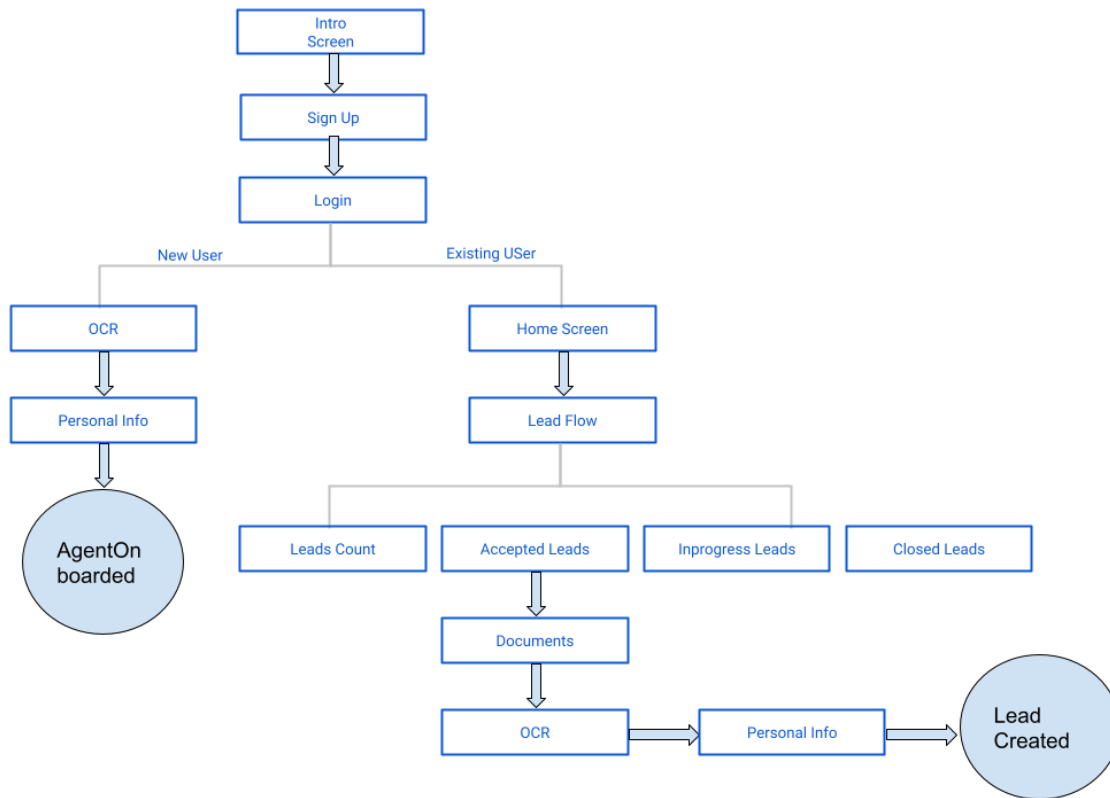 Intro
Screen
Sign Up
Login
New User
Existing USer
OCR
Home Screen
Personal Info
Lead Flow
AgentOn
boarded
Leads Count
Accepted Leads
Inprogress Leads
Closed Leads
Documents
OCR
Personal Info
Lead
Created